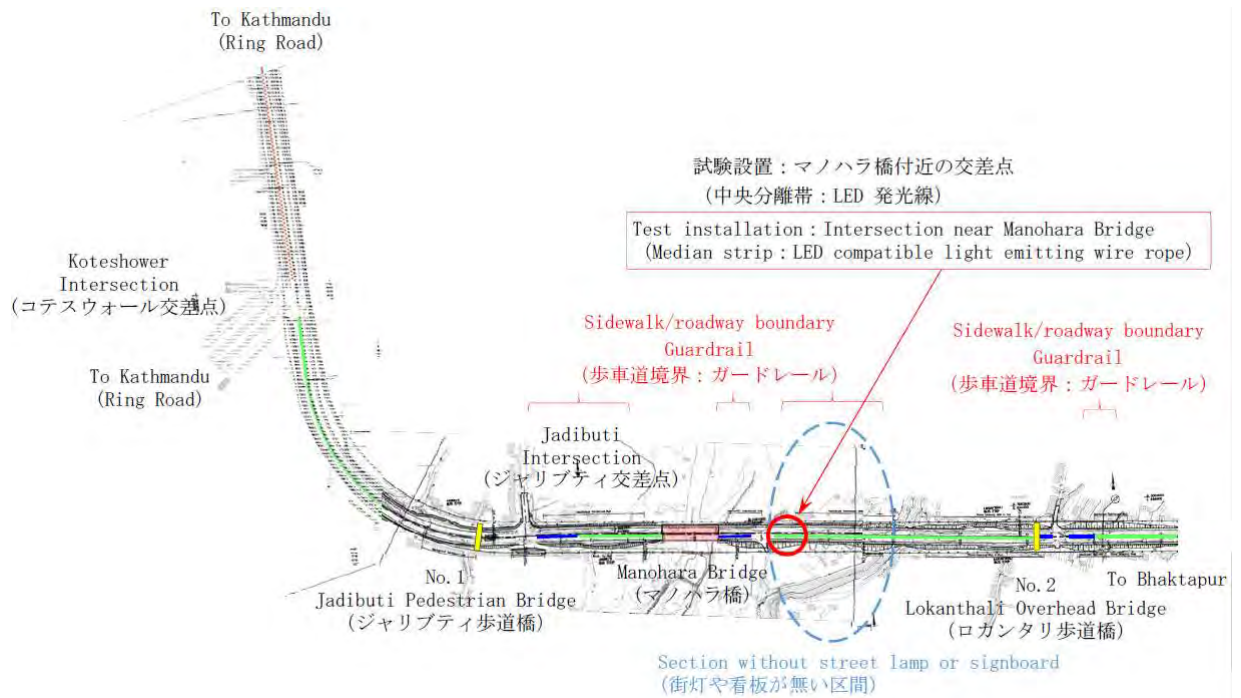 To Kathmandu
(Ring Road)
試験設置：マノハラ橋付近の交差点
(中央分離帯：LED 発光線)
Test installation：Intersection near Manohara Bridge
(Median strip：LED compatible light emitting wire rope)
Koteshower
Intersection
(コテスウォール交差点)
Sidewalk/roadway boundary
Guardrail
(歩車道境界：ガードレール)
Sidewalk/roadway boundary
Guardrail
(歩車道境界：ガードレール)
To Kathmandu
(Ring Road)
Jadibuti
Intersection
(ジャリブティ交差点)
No.1
Jadibuti Pedestrian Bridge
(ジャリブティ歩道橋)
Manohara Bridge
(マノハラ橋)
No.2
Lokanthali Overhead Bridge
(ロカンタリ歩道橋)
To Bhaktapur
Section without street lamp or signboard
(街灯や看板が無い区間)